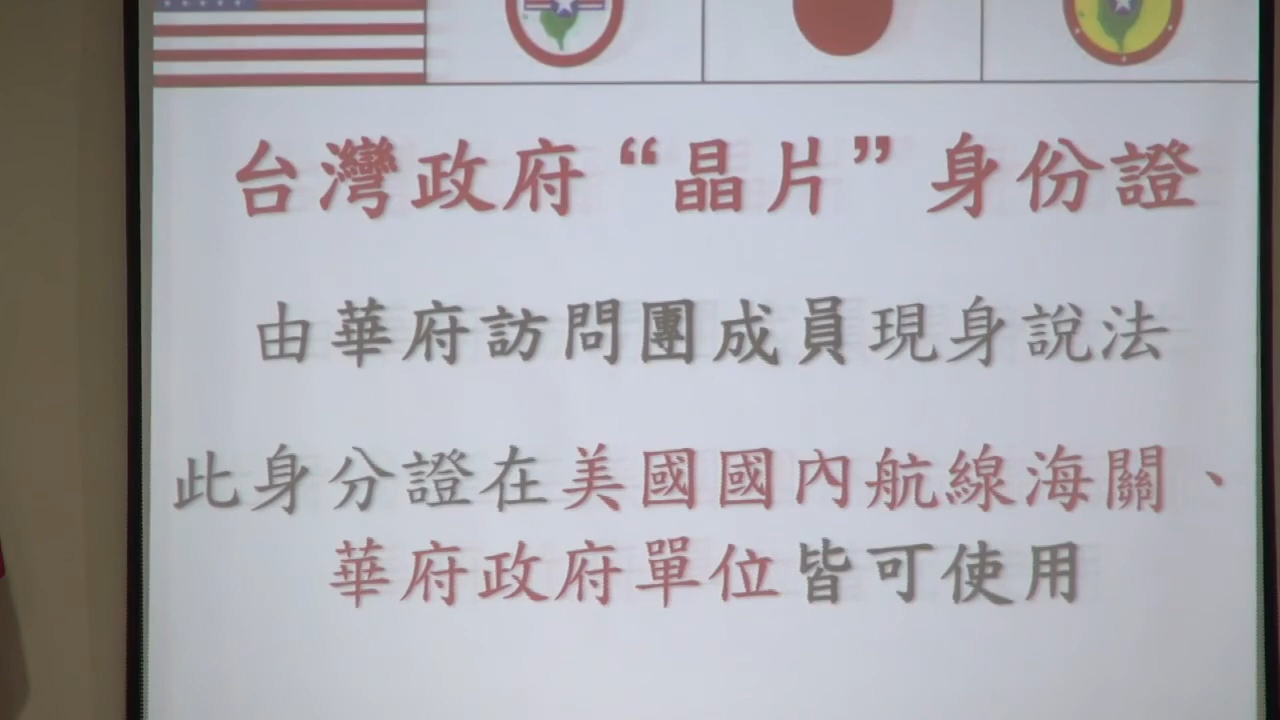 台灣政府“晶片”身份證
由華府訪問團成員現身說法
此身分證在美國國內航線海關、
華府政府單位皆可使用